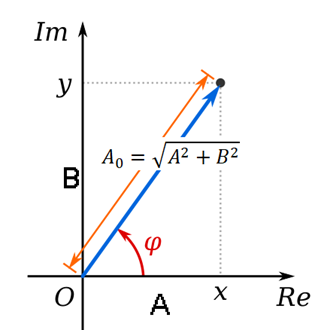 Im
y
A₀ = √(A² + B²)
B
φ
O
A
x
Re